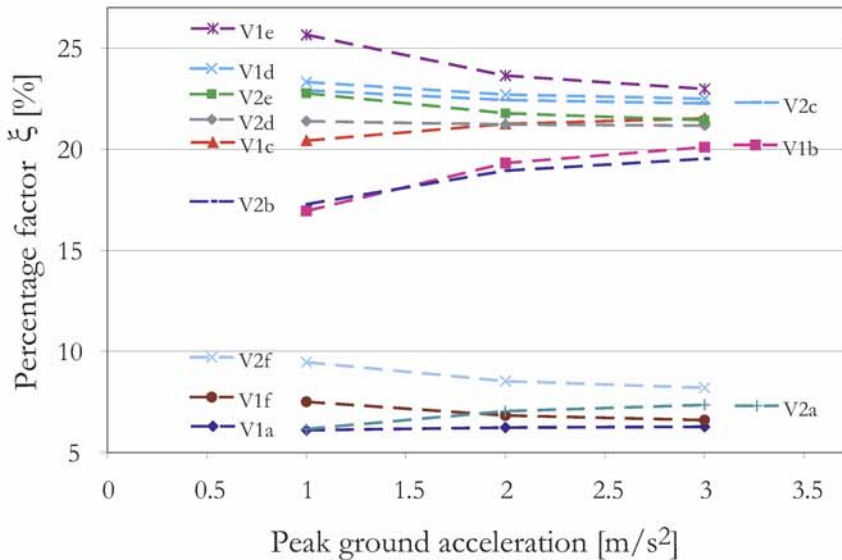 Percentage factor ξ [%]
25
20
15
10
5
V1e
V1d
V2e
V2d
V1c
V2b
V2c
V1b
V2f
V1f
V1a
V2a
0 0.5 1 1.5 2 2.5 3 3.5
Peak ground acceleration [m/s2]